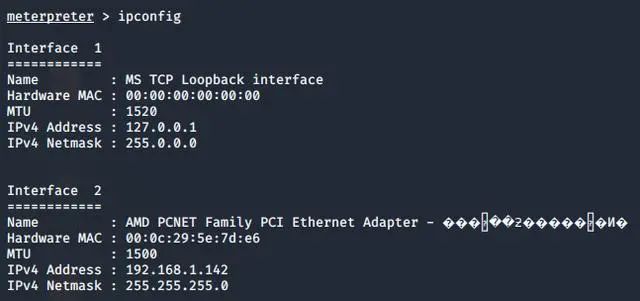 meterpreter > ipconfig
Interface  1
============
Name         : MS TCP Loopback interface
Hardware MAC : 00:00:00:00:00:00
MTU          : 1520
IPv4 Address : 127.0.0.1
IPv4 Netmask : 255.0.0.0
Interface  2
============
Name         : AMD PCNET Family PCI Ethernet Adapter -
Hardware MAC : 00:0c:29:5e:7d:e6
MTU          : 1500
IPv4 Address : 192.168.1.142
IPv4 Netmask : 255.255.255.0